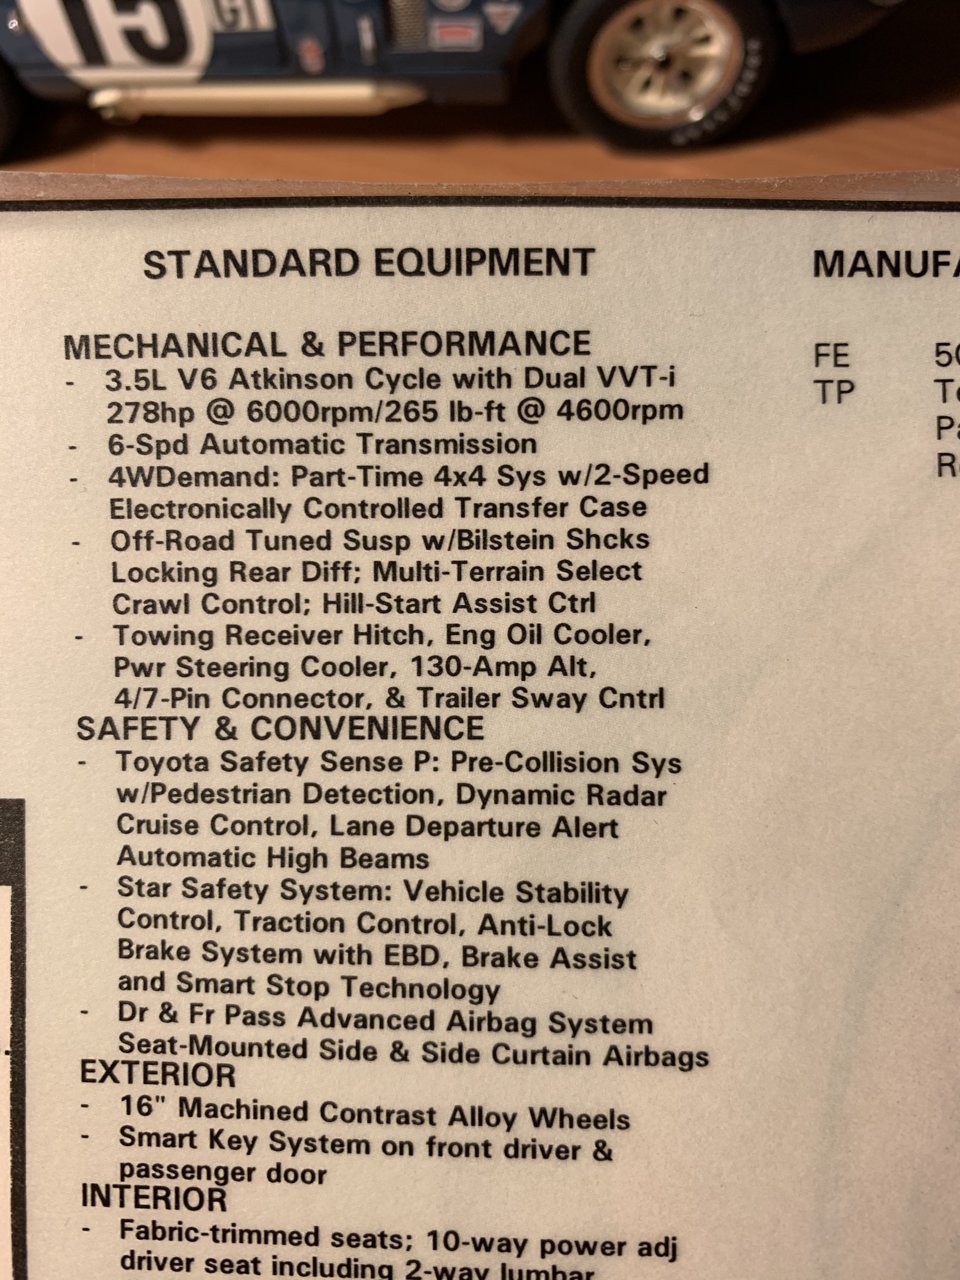 15
GT
STANDARD EQUIPMENT
MECHANICAL & PERFORMANCE
- 3.5L V6 Atkinson Cycle with Dual VVT-i
278hp @ 6000rpm/265 lb-ft @ 4600rpm
- 6-Spd Automatic Transmission
- 4WDemand: Part-Time 4x4 Sys w/2-Speed
Electronically Controlled Transfer Case
- Off-Road Tuned Susp w/Bilstein Shcks
Locking Rear Diff; Multi-Terrain Select
Crawl Control; Hill-Start Assist Ctrl
- Towing Receiver Hitch, Eng Oil Cooler,
Pwr Steering Cooler, 130-Amp Alt,
4/7-Pin Connector, & Trailer Sway Cntrl
SAFETY & CONVENIENCE
- Toyota Safety Sense P: Pre-Collision Sys
w/Pedestrian Detection, Dynamic Radar
Cruise Control, Lane Departure Alert
Automatic High Beams
- Star Safety System: Vehicle Stability
Control, Traction Control, Anti-Lock
Brake System with EBD, Brake Assist
and Smart Stop Technology
- Dr & Fr Pass Advanced Airbag System
Seat-Mounted Side & Side Curtain Airbags
EXTERIOR
- 16" Machined Contrast Alloy Wheels
- Smart Key System on front driver &
passenger door
INTERIOR
- Fabric-trimmed seats; 10-way power adj
driver seat including 2-way lumbar
MANUFA
FE 50
TP To
Pa
Re